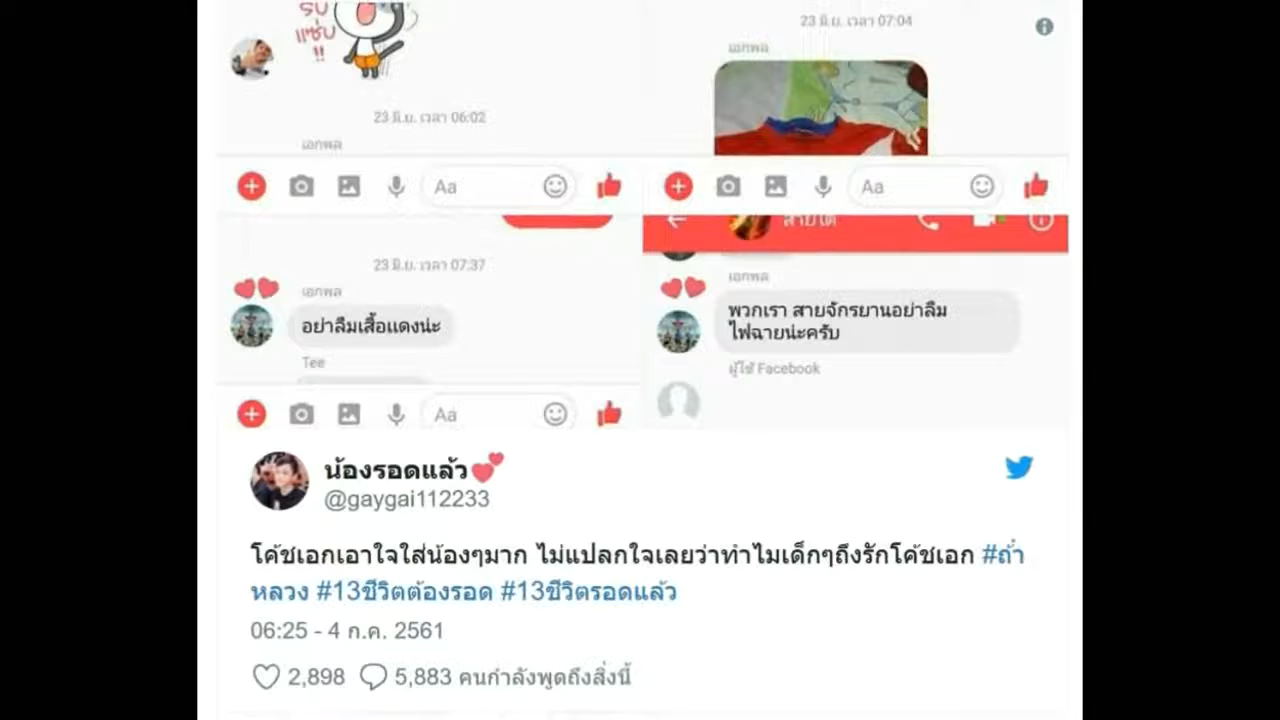 รับ
แซ่บ
!!
23 มิ.ย. เวลา 06:02
เอกพล
Aa
23 มิ.ย. เวลา 07:04
เอกพล
Aa
23 มิ.ย. เวลา 07:37
เอกพล
อย่าลืมเสื้อแดงน่ะ
Tee
Aa
สายใต้
เอกพล
พวกเรา สายจักรยานอย่าลืม
ไฟฉายน่ะครับ
ผู้ใช้ Facebook
น้องรอดแล้ว💕
@gaygai112233
โค้ชเอกเอาใจใส่น้องๆมาก ไม่แปลกใจเลยว่าทำไมเด็กๆถึงรักโค้ชเอก #ถ้ำ
หลวง #13ชีวิตต้องรอด #13ชีวิตรอดแล้ว
06:25 - 4 ก.ค. 2561
2,898 5,883 คนกำลังพูดถึงสิ่งนี้